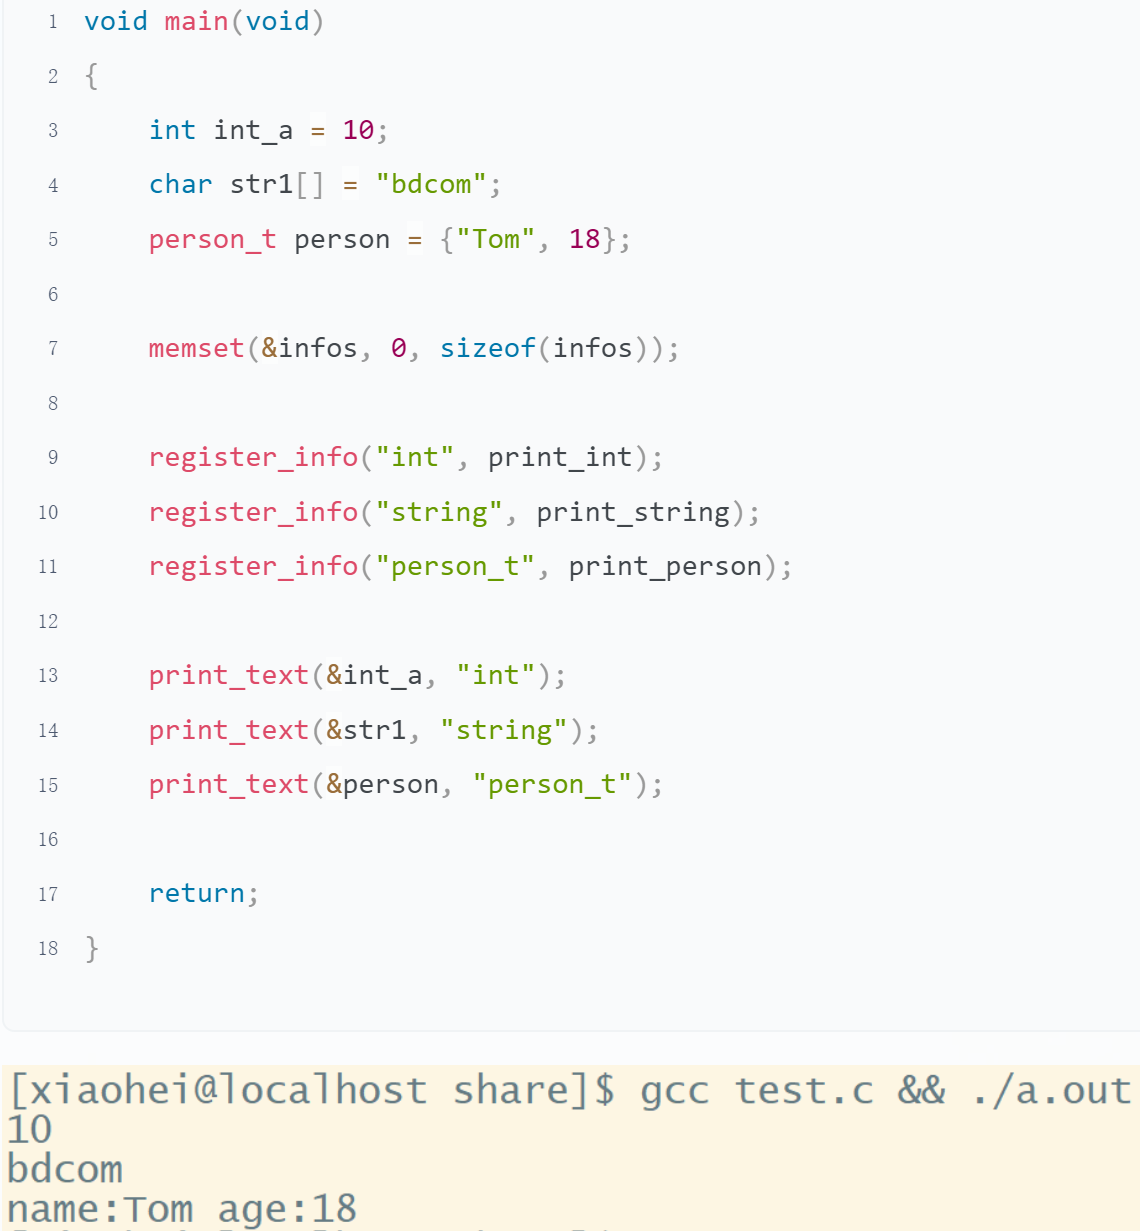 1 void main(void)
2 {
3     int int_a = 10;
4     char str1[] = "bdcom";
5     person_t person = {"Tom", 18};
6
7     memset(&infos, 0, sizeof(infos));
8
9     register_info("int", print_int);
10     register_info("string", print_string);
11     register_info("person_t", print_person);
12
13     print_text(&int_a, "int");
14     print_text(&str1, "string");
15     print_text(&person, "person_t");
16
17     return;
18 }
[xiaohei@localhost share]$ gcc test.c && ./a.out
10
bdcom
name:Tom age:18